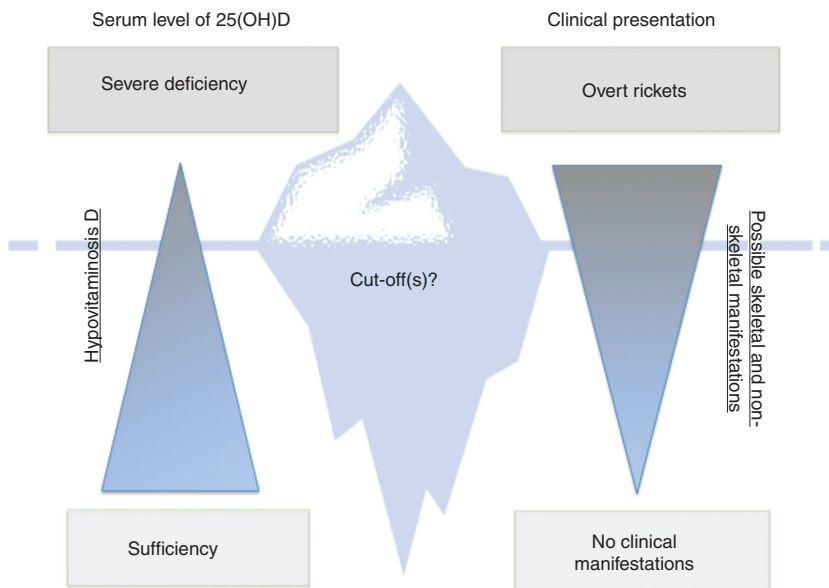 Serum level of 25(OH)D
Clinical presentation
Severe deficiency
Overt rickets
Hypovitaminosis D
Cut-off(s)?
Possible skeletal and non-
skeletal manifestations
Sufficiency
No clinical
manifestations